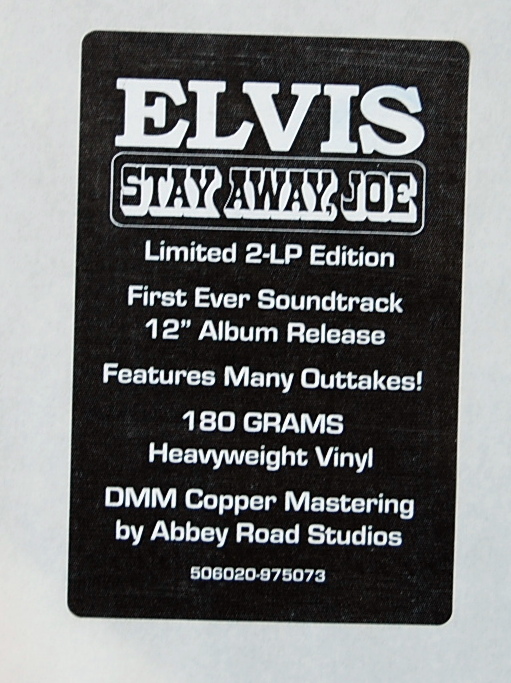 ELVIS
STAY AWAY, JOE
Limited 2-LP Edition
First Ever Soundtrack
12” Album Release
Features Many Outtakes!
180 GRAMS
Heavyweight Vinyl
DMM Copper Mastering
by Abbey Road Studios
506020-975073